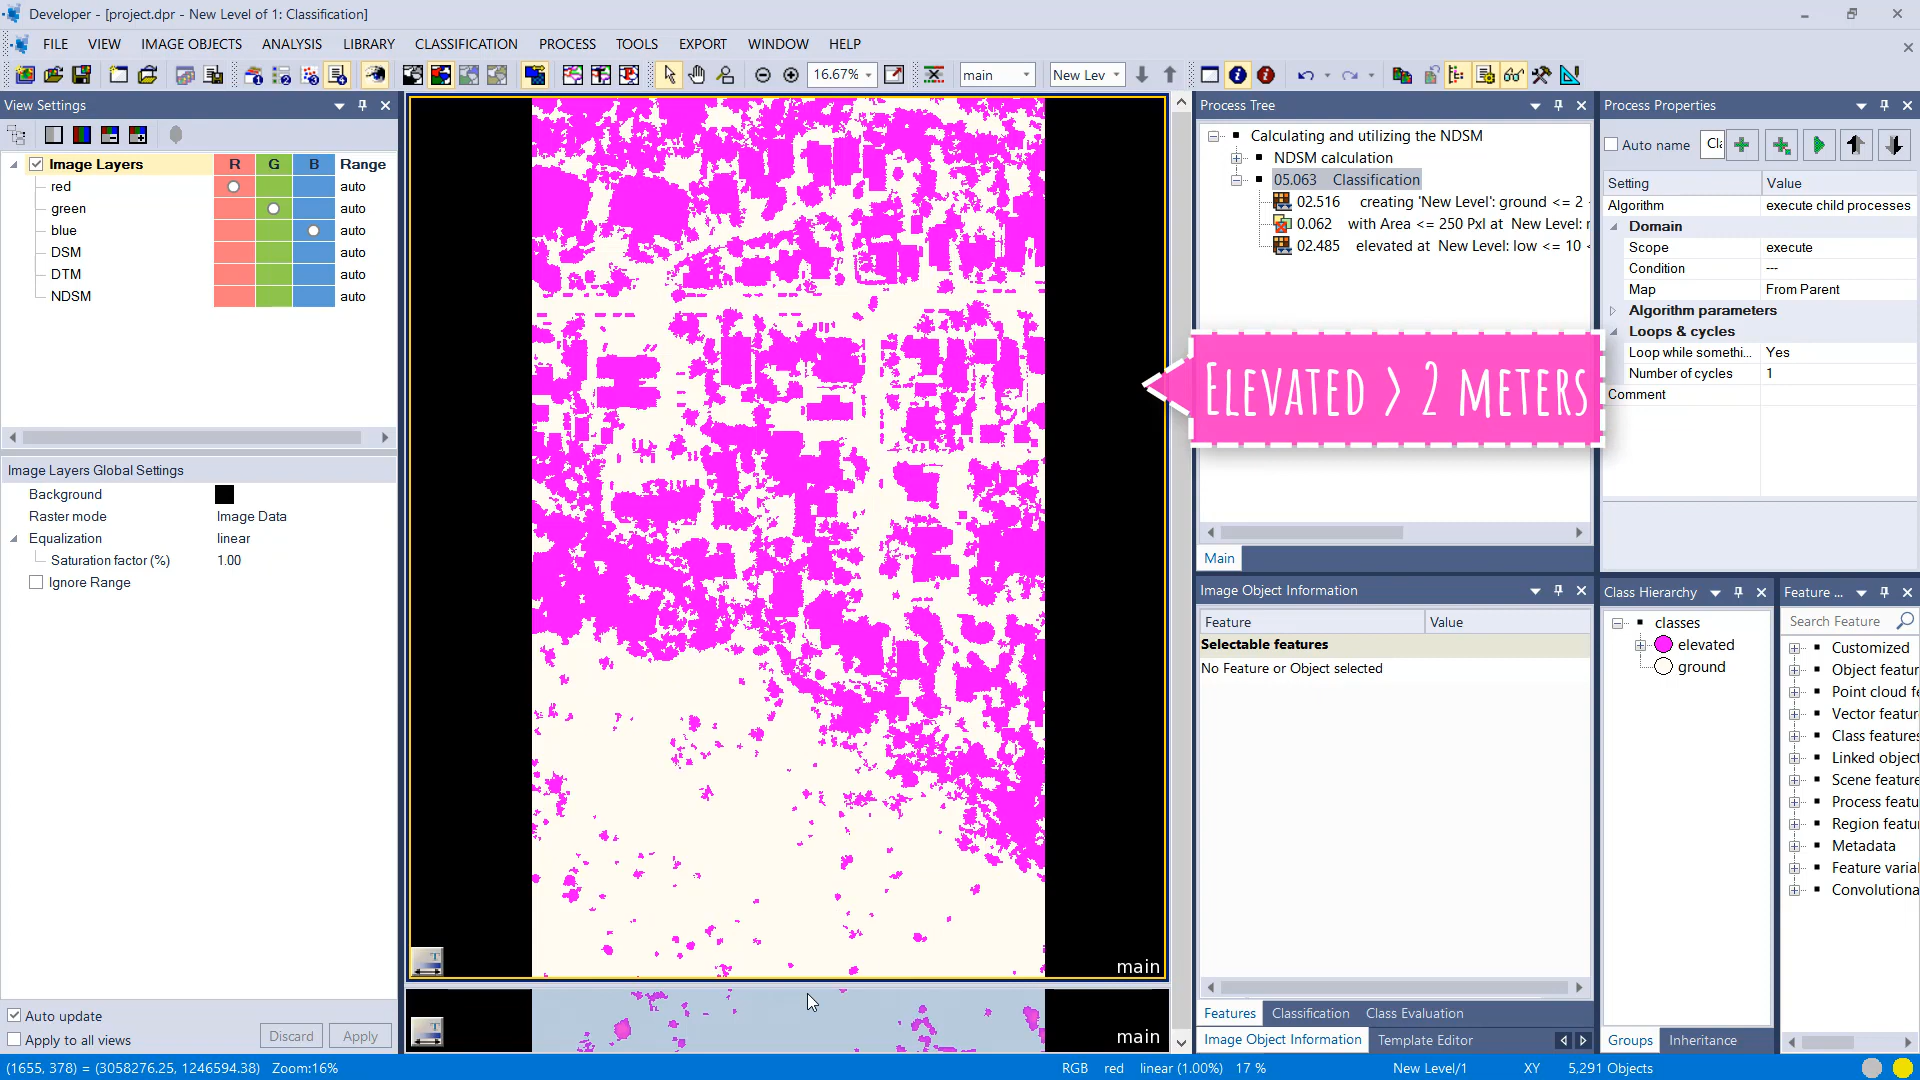 Developer - [project.dpr - New Level of 1: Classification]
FILE VIEW IMAGE OBJECTS ANALYSIS LIBRARY CLASSIFICATION PROCESS TOOLS EXPORT WINDOW HELP
16.67% main New Lev
View Settings
Image Layers R G B Range
red auto
green auto
blue auto
DSM auto
DTM auto
NDSM auto
Image Layers Global Settings
Background
Raster mode Image Data
Equalization linear
Saturation factor (%) 1.00
Ignore Range
Auto update
Apply to all views Discard Apply
main
main
Process Tree
Calculating and utilizing the NDSM
NDSM calculation
05.063 Classification
02.516 creating 'New Level': ground <= 2
0.062 with Area <= 250 Pxl at New Level:
02.485 elevated at New Level: low <= 10 <
Main
ELEVATED > 2 METERS
Process Properties
Auto name Cla
Setting Value
Algorithm execute child processes
Domain
Scope execute
Condition ---
Map From Parent
Algorithm parameters
Loops & cycles
Loop while somethi... Yes
Number of cycles 1
Comment
Image Object Information
Feature Value
Selectable features
No Feature or Object selected
Features Classification Class Evaluation
Image Object Information Template Editor
Class Hierarchy
classes
elevated
ground
Groups Inheritance
Feature ...
Search Feature
Customized
Object featur
Point cloud fe
Vector featur
Class features
Linked object
Scene feature
Process featu
Region featu
Metadata
Feature varial
Convolutiona
(1655, 378) = (3058276.25, 1246594.38) Zoom:16% RGB red linear (1.00%) 17 % New Level/1 XY 5,291 Objects